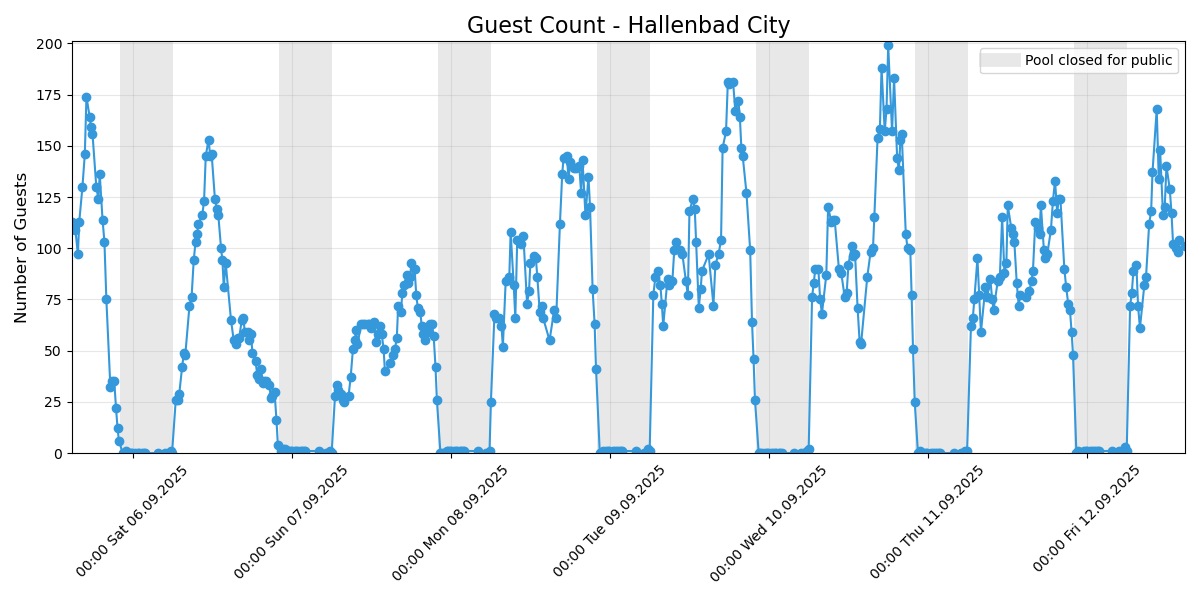 Guest Count - Hallenbad City
Pool closed for public
Number of Guests
200
175
150
125
100
75
50
25
0
00:00 Sat 06.09.2025
00:00 Sun 07.09.2025
00:00 Mon 08.09.2025
00:00 Tue 09.09.2025
00:00 Wed 10.09.2025
00:00 Thu 11.09.2025
00:00 Fri 12.09.2025